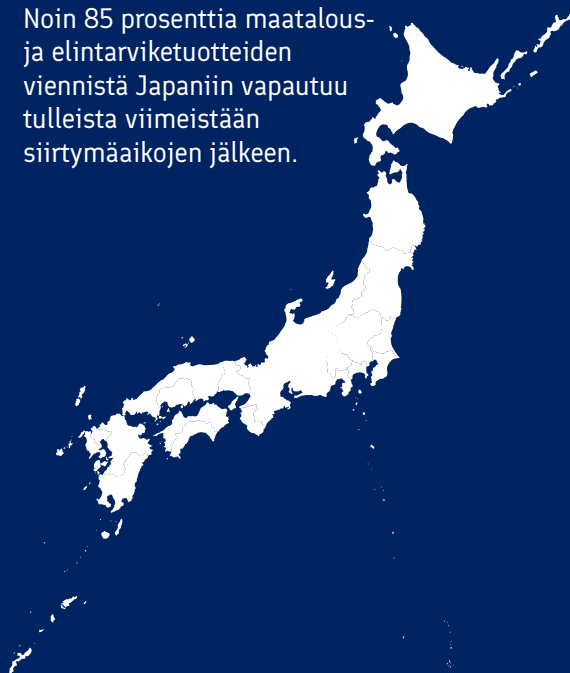 Noin 85 prosenttia maatalous-
ja elintarviketuotteiden
viennistä Japaniin vapautuu
tulleista viimeistään
siirtymäaikojen jälkeen.